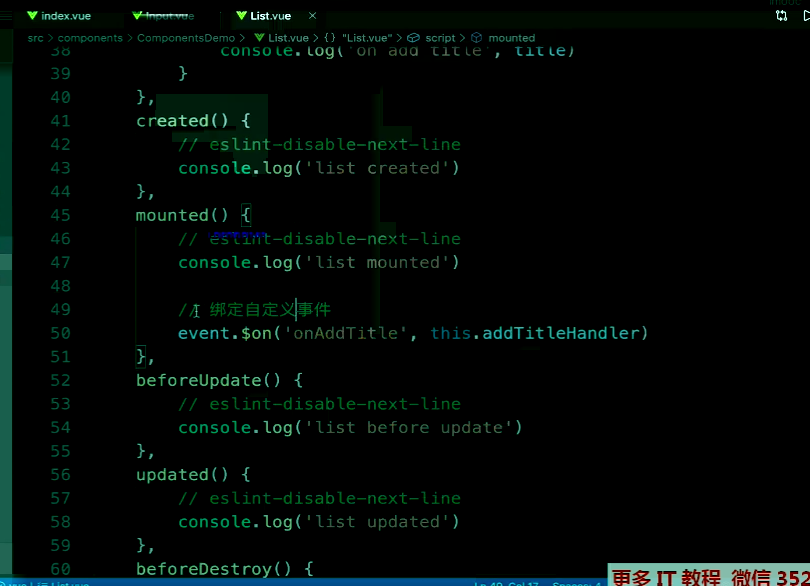 index.vue Input.vue List.vue
src > components > ComponentsDemo > List.vue > {} "List.vue" > script > mounted
38 console.log('on add title', title)
39 }
40 },
41 created() {
42 // eslint-disable-next-line
43 console.log('list created')
44 },
45 mounted() {
46 // eslint-disable-next-line
47 console.log('list mounted')
48
49 // 绑定自定义事件
50 event.$on('onAddTitle', this.addTitleHandler)
51 },
52 beforeUpdate() {
53 // eslint-disable-next-line
54 console.log('list before update')
55 },
56 updated() {
57 // eslint-disable-next-line
58 console.log('list updated')
59 },
60 beforeDestroy() {
更多 IT 教程 微信 352